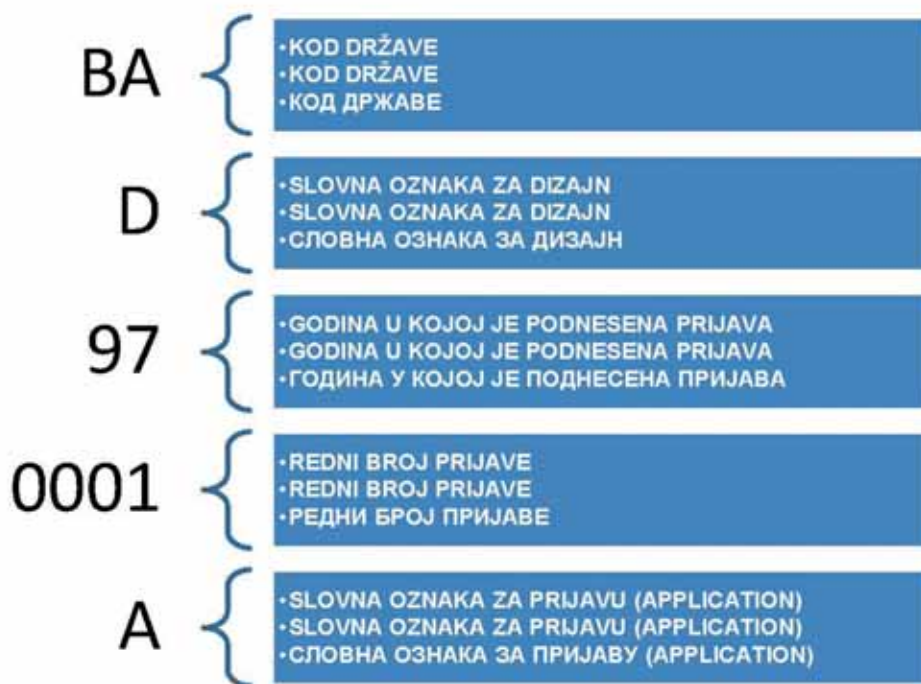 BA
•KOD DRŽAVE
•KOD DRŽAVE
•КОД ДРЖАВЕ
D
•SLOVNA OZNAKA ZA DIZAJN
•SLOVNA OZNAKA ZA DIZAJN
•СЛОВНА ОЗНАКА ЗА ДИЗАЈН
97
•GODINA U KOJOJ JE PODNESENA PRIJAVA
•GODINA U KOJOJ JE PODNESENA PRIJAVA
•ГОДИНА У КОЈОЈ ЈЕ ПОДНЕСЕНА ПРИЈАВА
0001
•REDNI BROJ PRIJAVE
•REDNI BROJ PRIJAVE
•РЕДНИ БРОЈ ПРИЈАВЕ
A
•SLOVNA OZNAKA ZA PRIJAVU (APPLICATION)
•SLOVNA OZNAKA ZA PRIJAVU (APPLICATION)
•СЛОВНА ОЗНАКА ЗА ПРИЈАВУ (APPLICATION)